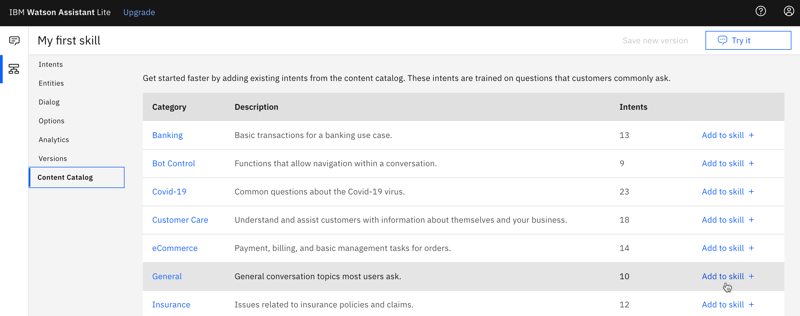 IBM Watson Assistant Lite Upgrade
My first skill Save new version Try it
Intents
Entities
Dialog
Options
Analytics
Versions
Content Catalog
Get started faster by adding existing intents from the content catalog. These intents are trained on questions that customers commonly ask.
Category Description Intents
Banking Basic transactions for a banking use case. 13 Add to skill +
Bot Control Functions that allow navigation within a conversation. 9 Add to skill +
Covid-19 Common questions about the Covid-19 virus. 23 Add to skill +
Customer Care Understand and assist customers with information about themselves and your business. 18 Add to skill +
eCommerce Payment, billing, and basic management tasks for orders. 14 Add to skill +
General General conversation topics most users ask. 10 Add to skill +
Insurance Issues related to insurance policies and claims. 12 Add to skill +